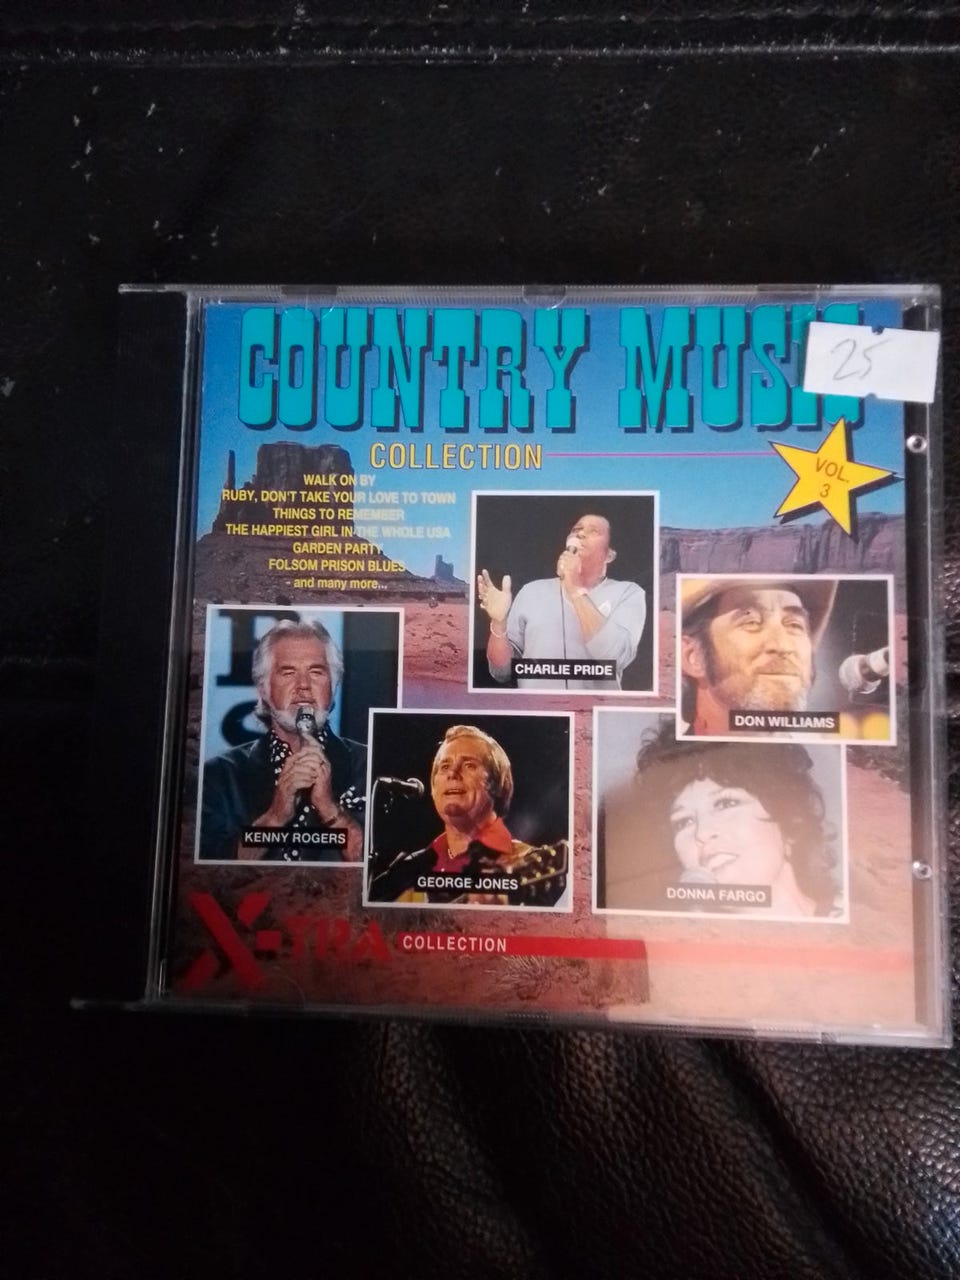 COUNTRY MUSIC
25
COLLECTION
VOL.
3
WALK ON BY
RUBY, DON'T TAKE YOUR LOVE TO TOWN
THINGS TO REMEMBER
THE HAPPIEST GIRL IN THE WHOLE USA
GARDEN PARTY
FOLSOM PRISON BLUES
- and many more...
CHARLIE PRIDE
DON WILLIAMS
KENNY ROGERS
GEORGE JONES
DONNA FARGO
X-TRA COLLECTION